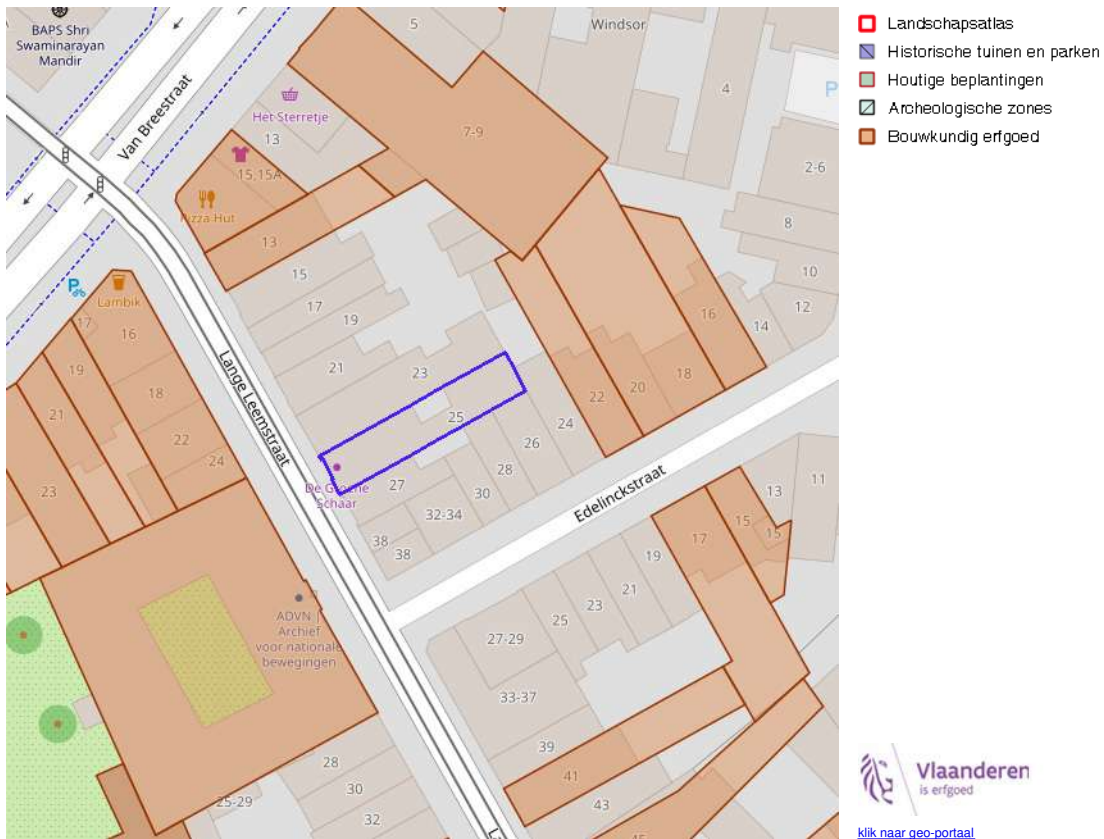 BAPS Shri
Swaminarayan
Mandir
Van Breestraat
Het Sterretje
13
15,15A
Pizza Hut
13
5
Windsor
7-9
4
P
2-6
8
10
12
14
16
18
20
22
24
26
28
30
32-34
38
38
15
17
19
21
23
25
27
De Groene
Schaar
Lange Leemstraat
Edelinckstraat
P
Lambik
17
16
19
18
21
22
24
23
ADVN |
Archief
voor nationale
bewegingen
25-29
28
30
32
27-29
25
23
21
19
17
15
15
13
11
33-37
39
41
43
45
La
Landschapsatlas
Historische tuinen en parken
Houtige beplantingen
Archeologische zones
Bouwkundig erfgoed
Vlaanderen
is erfgoed
klik naar geo-portaal